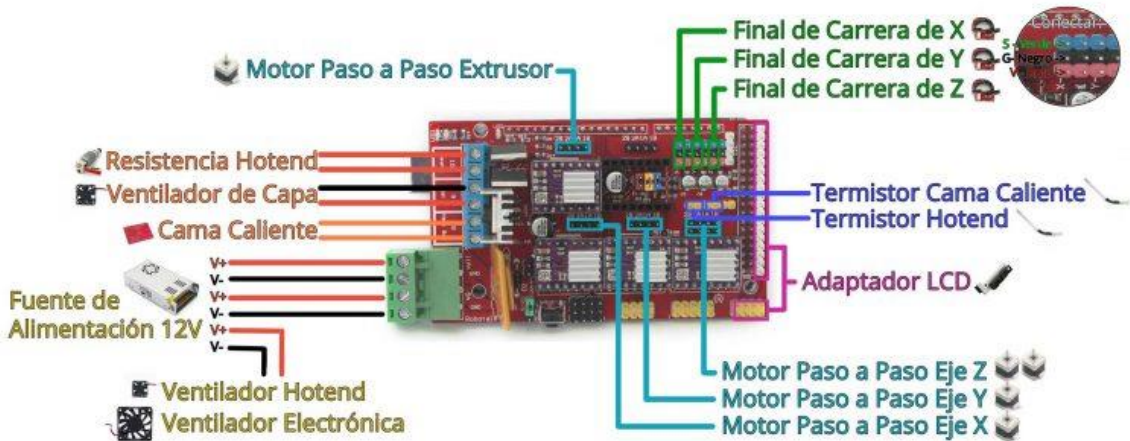 Conectar
Final de Carrera de X
S-Verde
G-Negro->
Final de Carrera de Y
Motor Paso a Paso Extrusor
Final de Carrera de Z
Resistencia Hotend
Ventilador de Capa
Cama Caliente
Termistor Cama Caliente
Termistor Hotend
Adaptador LCD
Fuente de
Alimentación 12V
V+
V-
V+
V-
V+
V-
Ventilador Hotend
Ventilador Electrónica
Motor Paso a Paso Eje Z
Motor Paso a Paso Eje Y
Motor Paso a Paso Eje X